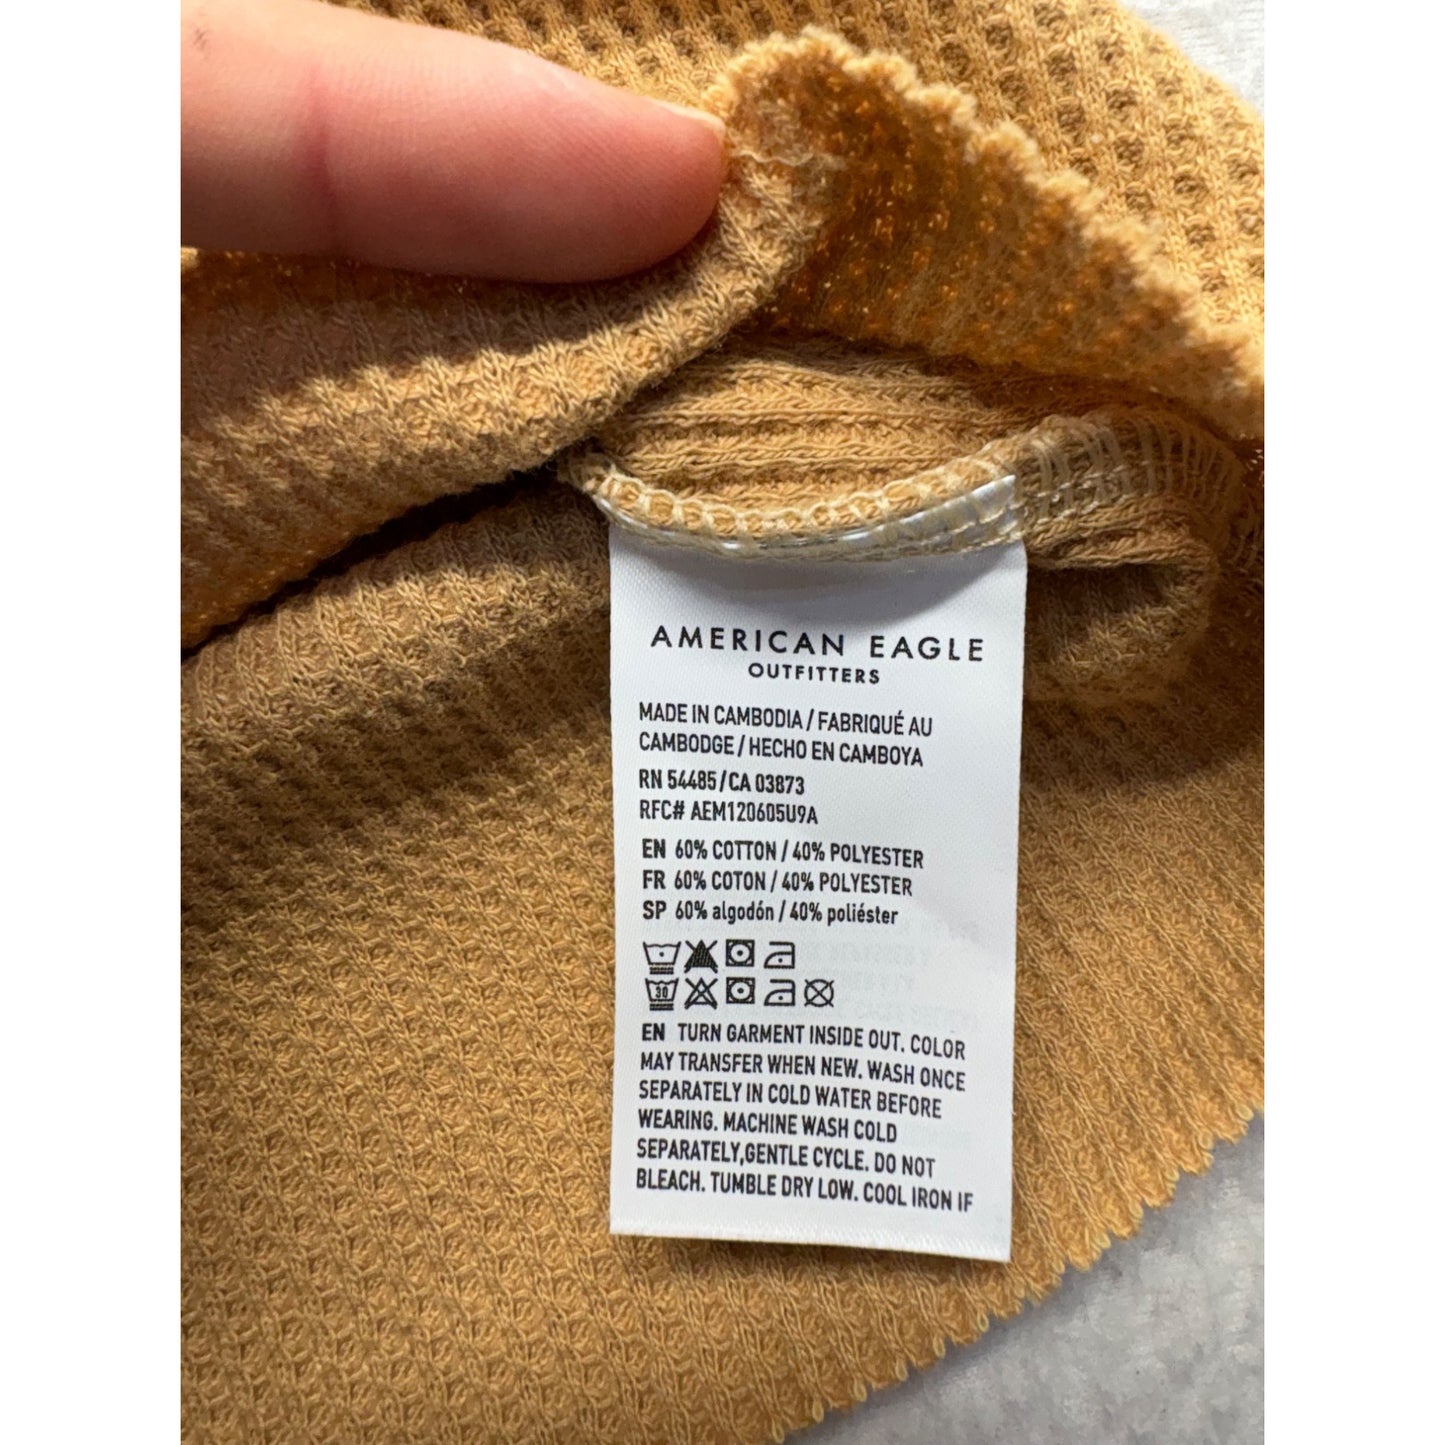 AMERICAN EAGLE
OUTFITTERS
MADE IN CAMBODIA / FABRIQUÉ AU
CAMBODGE / HECHO EN CAMBOYA
RN 54485/CA 03873
RFC# AEM120605U9A
EN 60% COTTON / 40% POLYESTER
FR 60% COTON / 40% POLYESTER
SP 60% algodón / 40% poliéster
30
EN TURN GARMENT INSIDE OUT. COLOR
MAY TRANSFER WHEN NEW. WASH ONCE
SEPARATELY IN COLD WATER BEFORE
WEARING. MACHINE WASH COLD
SEPARATELY,GENTLE CYCLE. DO NOT
BLEACH. TUMBLE DRY LOW. COOL IRON IF